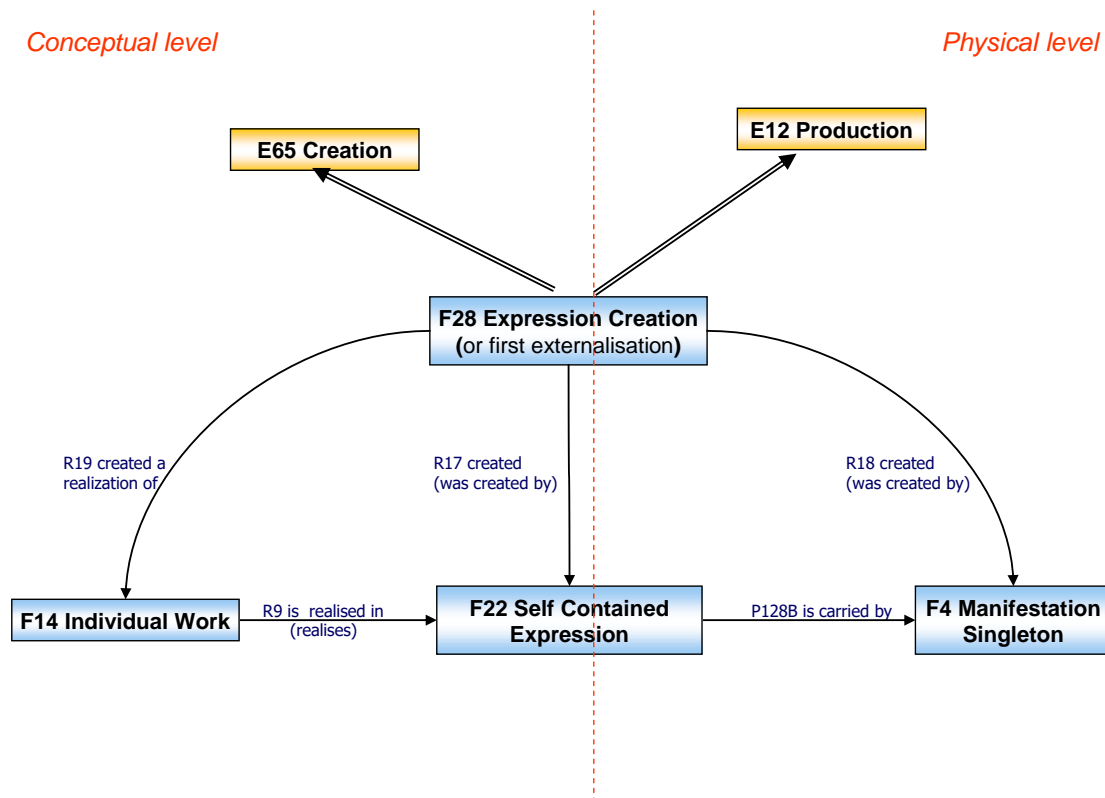 Conceptual level
Physical level
E65 Creation
E12 Production
F28 Expression Creation
(or first externalisation)
R19 created a
realization of
R17 created
(was created by)
R18 created
(was created by)
F14 Individual Work
R9 is  realised in
(realises)
F22 Self Contained
Expression
P128B is carried by
F4 Manifestation
Singleton